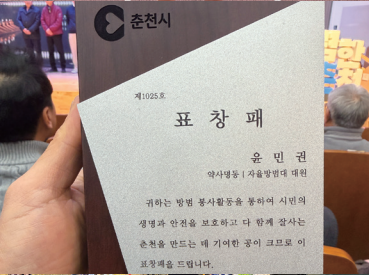 춘천시
제1025호
표 창 패
윤 민 권
약사명동 | 자율방범대 대원
귀하는 방범 봉사활동을 통하여 시민의
생명과 안전을 보호하고 다 함께 잘사는
춘천을 만드는 데 기여한 공이 크므로 이
표창패를 드립니다.